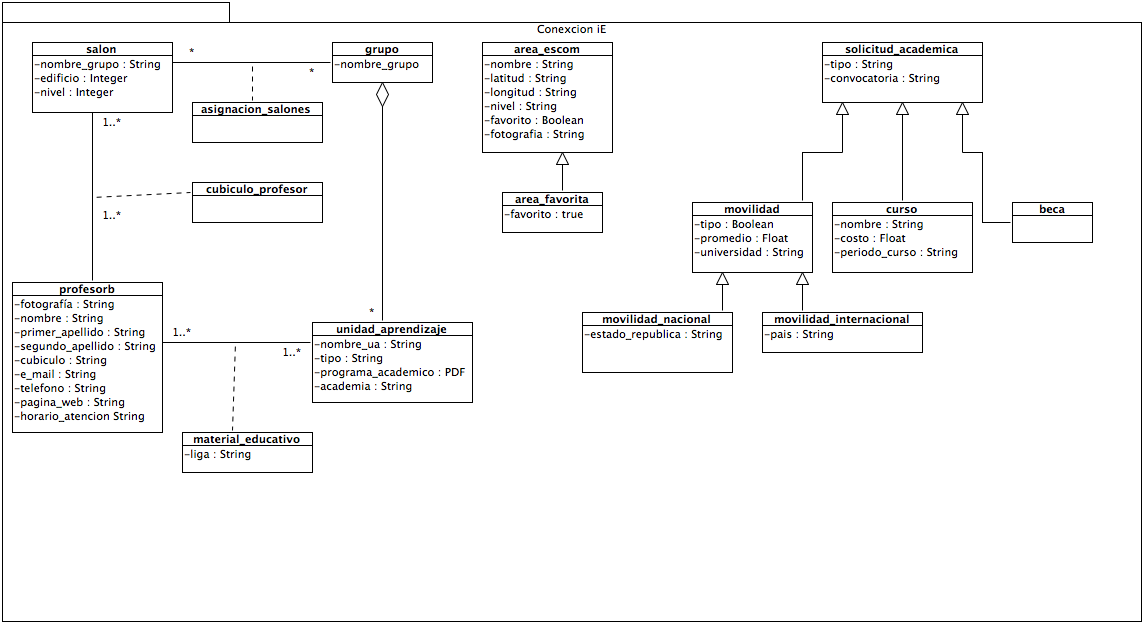 Conexcion iE
salon
-nombre_grupo : String
-edificio : Integer
-nivel : Integer
*
*
grupo
-nombre_grupo
asignacion_salones
1..*
cubiculo_profesor
1..*
profesorb
-fotografía : String
-nombre : String
-primer_apellido : String
-segundo_apellido : String
-cubiculo : String
-e_mail : String
-telefono : String
-pagina_web : String
-horario_atencion String
1..*
1..*
*
unidad_aprendizaje
-nombre_ua : String
-tipo : String
-programa_academico : PDF
-academia : String
material_educativo
-liga : String
area_escom
-nombre : String
-latitud : String
-longitud : String
-nivel : String
-favorito : Boolean
-fotografia : String
area_favorita
-favorito : true
solicitud_academica
-tipo : String
-convocatoria : String
movilidad
-tipo : Boolean
-promedio : Float
-universidad : String
curso
-nombre : String
-costo : Float
-periodo_curso : String
beca
movilidad_nacional
-estado_republica : String
movilidad_internacional
-pais : String